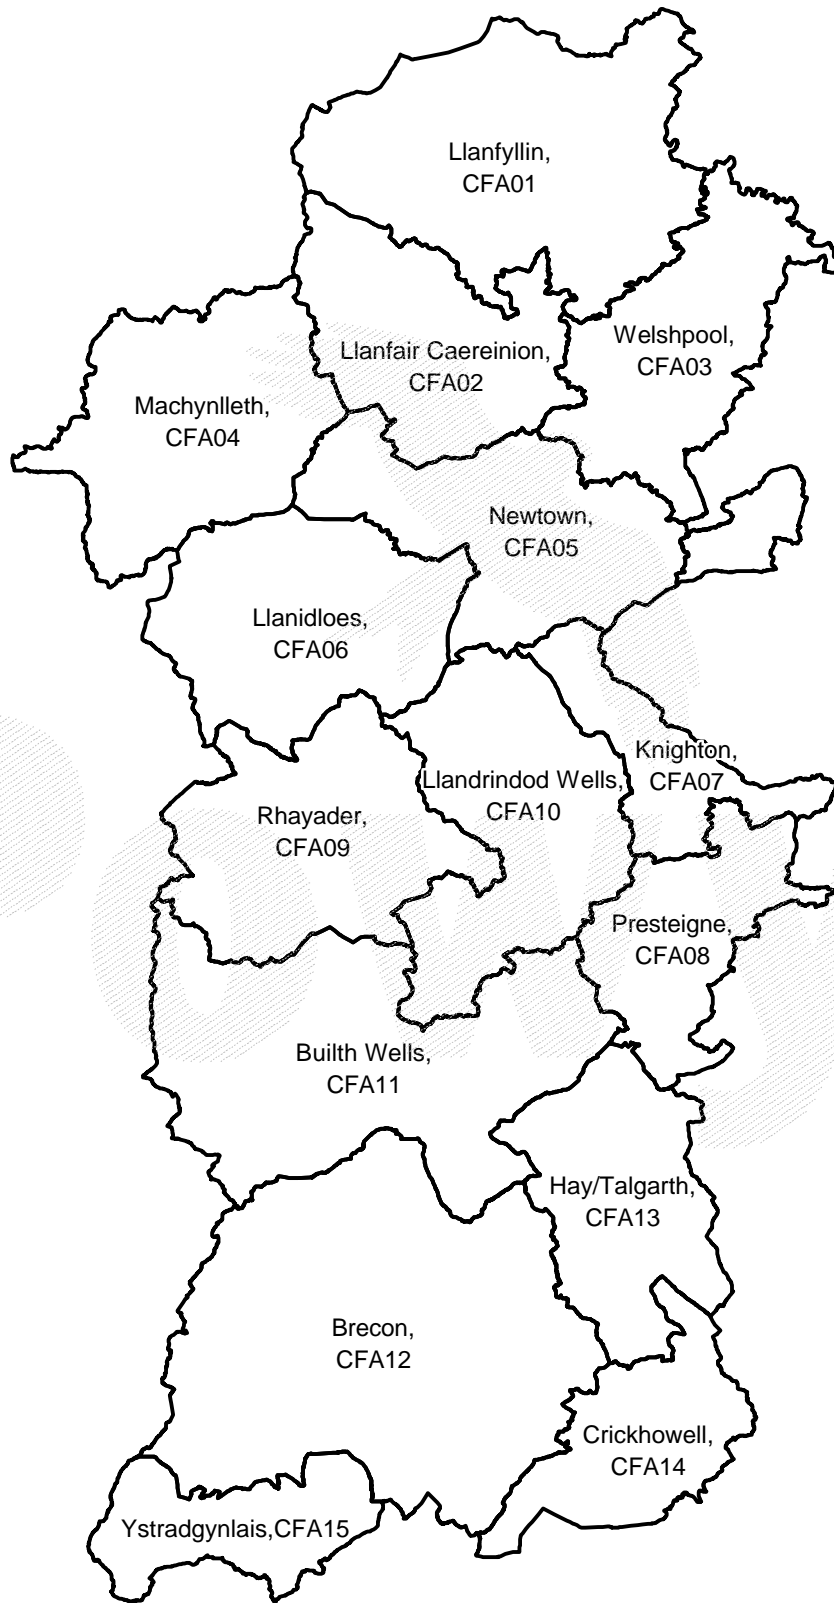 Llanfyllin,
CFA01
Welshpool,
CFA03
Llanfair Caereinion,
CFA02
Machynlleth,
CFA04
Newtown,
CFA05
Llanidloes,
CFA06
Knighton,
CFA07
Llandrindod Wells,
CFA10
Rhayader,
CFA09
Presteigne,
CFA08
Builth Wells,
CFA11
Hay/Talgarth,
CFA13
Brecon,
CFA12
Crickhowell,
CFA14
Ystradgynlais,CFA15